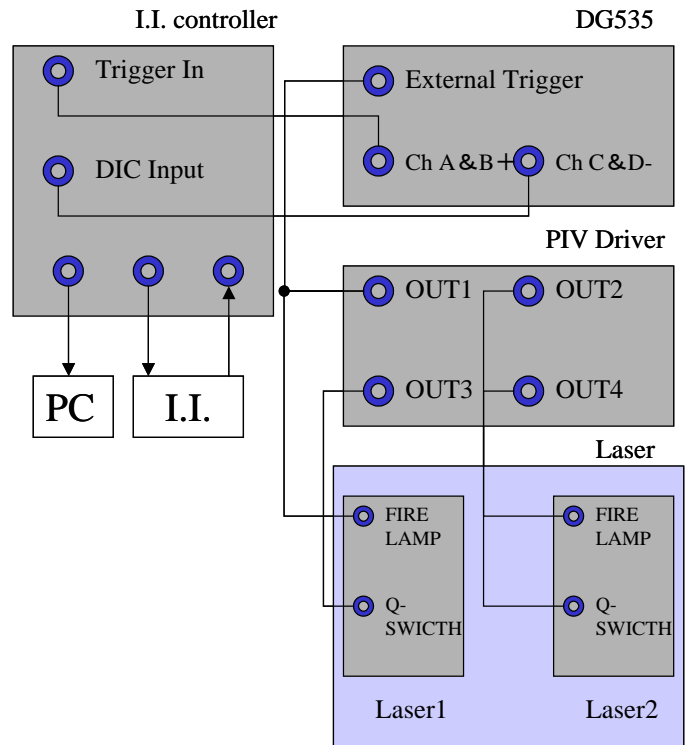 I.I. controller
DG535
Trigger In
External Trigger
DIC Input
Ch A&B+
Ch C&D-
PIV Driver
OUT1
OUT2
OUT3
OUT4
PC
I.I.
Laser
FIRE
LAMP
FIRE
LAMP
Q-
SWICTH
Q-
SWICTH
Laser1
Laser2